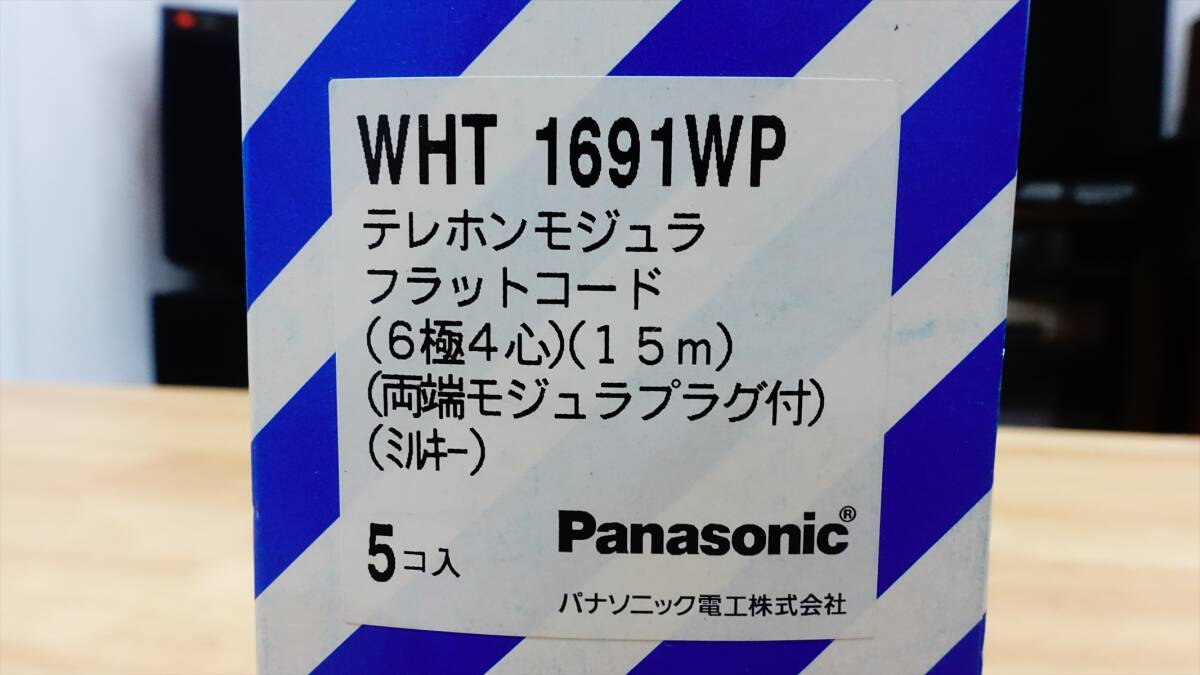 WHT 1691WP
テレホンモジュラ
フラットコード
(6極4心)(15m)
(両端モジュラプラグ付)
(ミルキー)
5コ入
Panasonic®
パナソニック電工株式会社